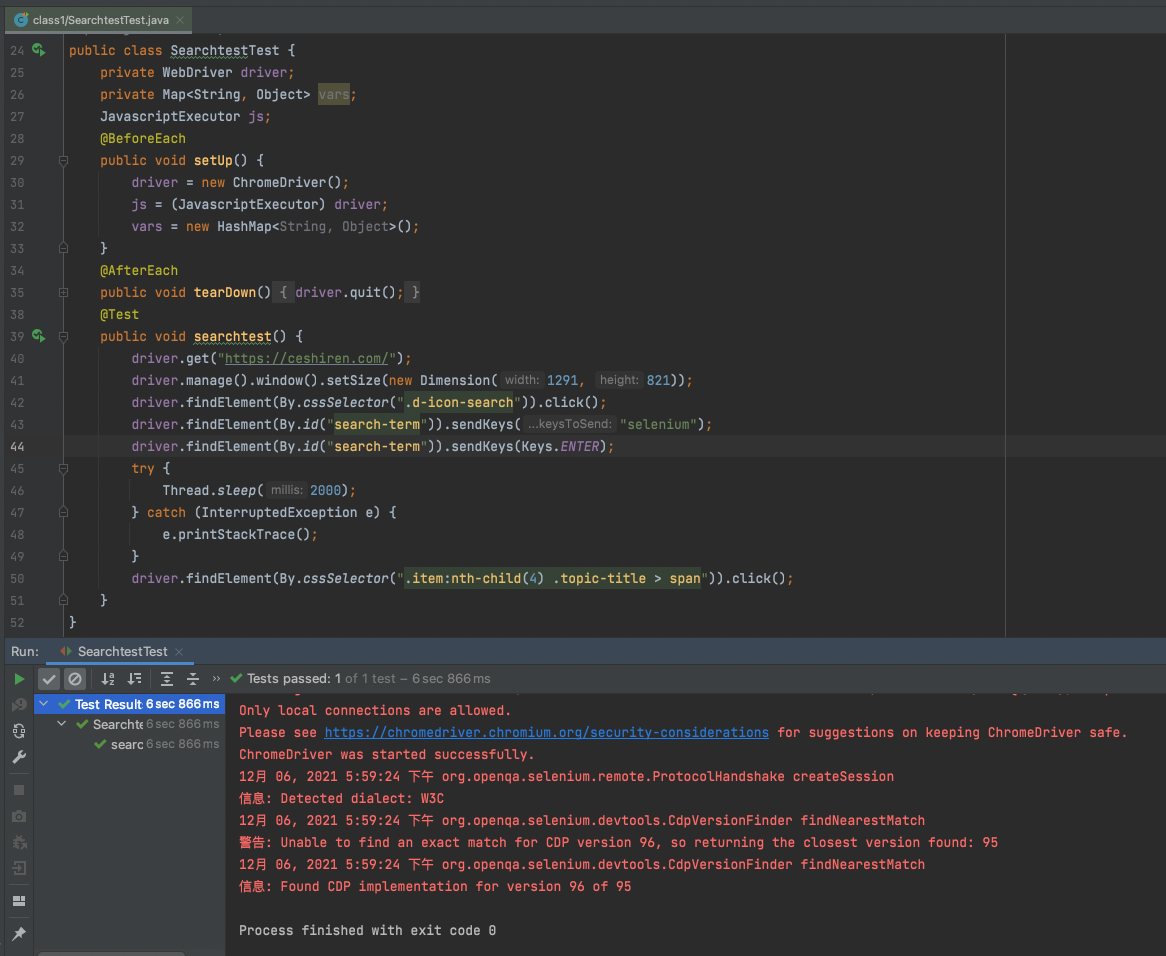 class1/SearchtestTest.java
24 public class SearchtestTest {
25 private WebDriver driver;
26 private Map<String, Object> vars;
27 JavascriptExecutor js;
28 @BeforeEach
29 public void setUp() {
30 driver = new ChromeDriver();
31 js = (JavascriptExecutor) driver;
32 vars = new HashMap<String, Object>();
33 }
34 @AfterEach
35 public void tearDown() { driver.quit(); }
38 @Test
39 public void searchtest() {
40 driver.get("https://ceshiren.com/");
41 driver.manage().window().setSize(new Dimension( width: 1291, height: 821));
42 driver.findElement(By.cssSelector(".d-icon-search")).click();
43 driver.findElement(By.id("search-term")).sendKeys( ...keysToSend: "selenium");
44 driver.findElement(By.id("search-term")).sendKeys(Keys.ENTER);
45 try {
46 Thread.sleep( millis: 2000);
47 } catch (InterruptedException e) {
48 e.printStackTrace();
49 }
50 driver.findElement(By.cssSelector(".item:nth-child(4) .topic-title > span")).click();
51 }
52 }
Run: SearchtestTest
Tests passed: 1 of 1 test – 6 sec 866 ms
Test Result 6 sec 866 ms
Searchte 6 sec 866 ms
searc 6 sec 866 ms
Only local connections are allowed.
Please see https://chromedriver.chromium.org/security-considerations for suggestions on keeping ChromeDriver safe.
ChromeDriver was started successfully.
12月 06, 2021 5:59:24 下午 org.openqa.selenium.remote.ProtocolHandshake createSession
信息: Detected dialect: W3C
12月 06, 2021 5:59:24 下午 org.openqa.selenium.devtools.CdpVersionFinder findNearestMatch
警告: Unable to find an exact match for CDP version 96, so returning the closest version found: 95
12月 06, 2021 5:59:24 下午 org.openqa.selenium.devtools.CdpVersionFinder findNearestMatch
信息: Found CDP implementation for version 96 of 95
Process finished with exit code 0